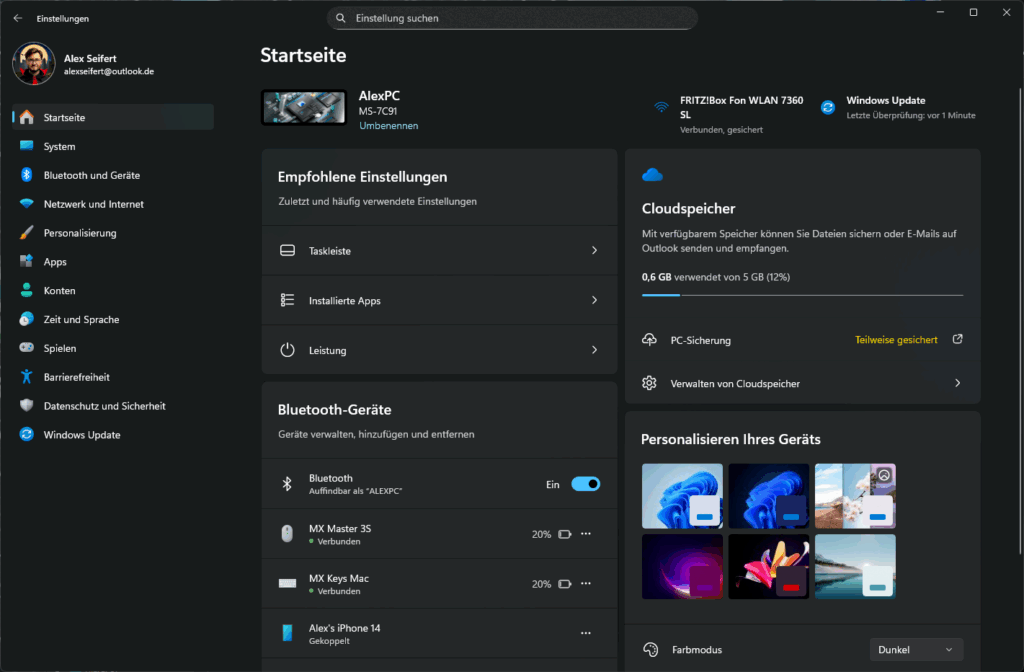 Einstellungen
Einstellung suchen
Alex Seifert
alexseifert@outlook.de
Startseite
System
Bluetooth und Geräte
Netzwerk und Internet
Personalisierung
Apps
Konten
Zeit und Sprache
Spielen
Barrierefreiheit
Datenschutz und Sicherheit
Windows Update
Startseite
AlexPC
MS-7C91
Umbenennen
FRITZ!Box Fon WLAN 7360
SL
Verbunden, gesichert
Windows Update
Letzte Überprüfung: vor 1 Minute
Empfohlene Einstellungen
Zuletzt und häufig verwendete Einstellungen
Taskleiste
Installierte Apps
Leistung
Bluetooth-Geräte
Geräte verwalten, hinzufügen und entfernen
Bluetooth
Auffindbar als "ALEXPC"
Ein
MX Master 3S
Verbunden
20%
MX Keys Mac
Verbunden
20%
Alex's iPhone 14
Gekoppelt
Cloudspeicher
Mit verfügbarem Speicher können Sie Dateien sichern oder E-Mails auf
Outlook senden und empfangen.
0,6 GB verwendet von 5 GB (12%)
PC-Sicherung
Teilweise gesichert
Verwalten von Cloudspeicher
Personalisieren Ihres Geräts
Farbmodus
Dunkel